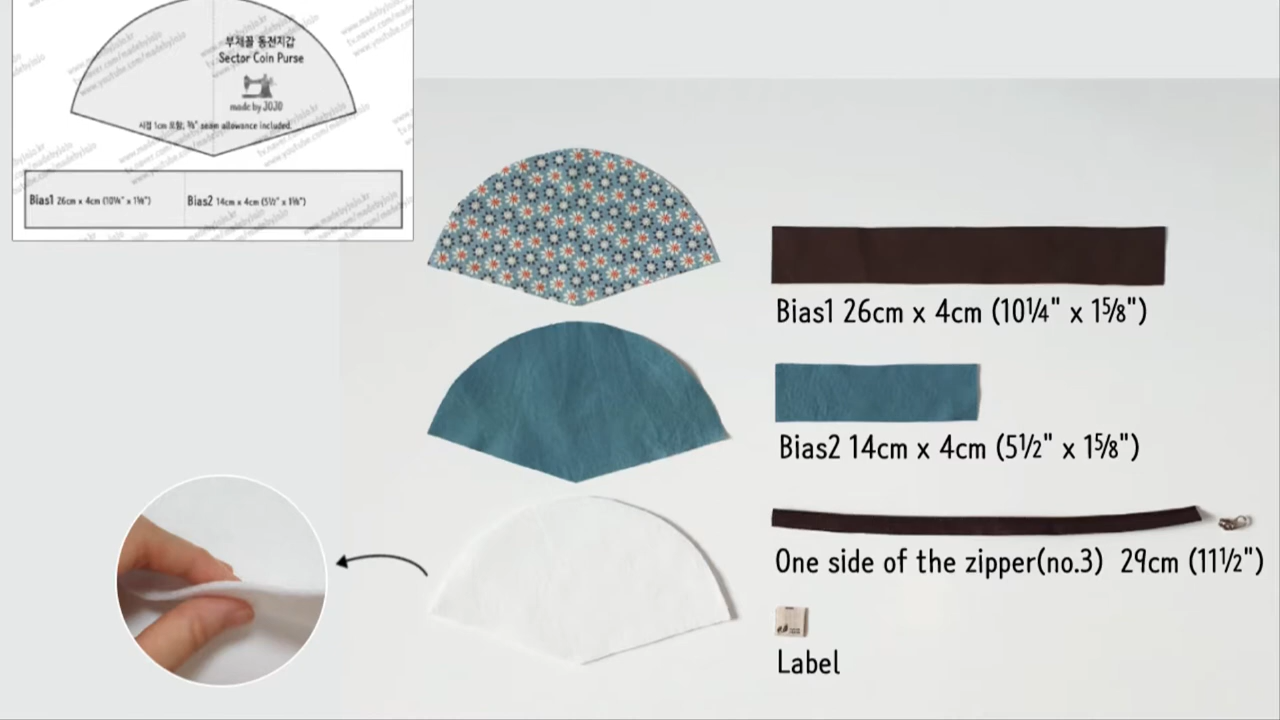 부채꼴 동전지갑
Sector Coin Purse
made by JOJO
시접 1cm 포함, ⅜" seam allowance included.
Bias1 26cm x 4cm (10¼" x 1⅝")
Bias2 14cm x 4cm (5½" x 1⅝")
Bias1 26cm x 4cm (10¼" x 1⅝")
Bias2 14cm x 4cm (5½" x 1⅝")
One side of the zipper(no.3) 29cm (11½")
Label